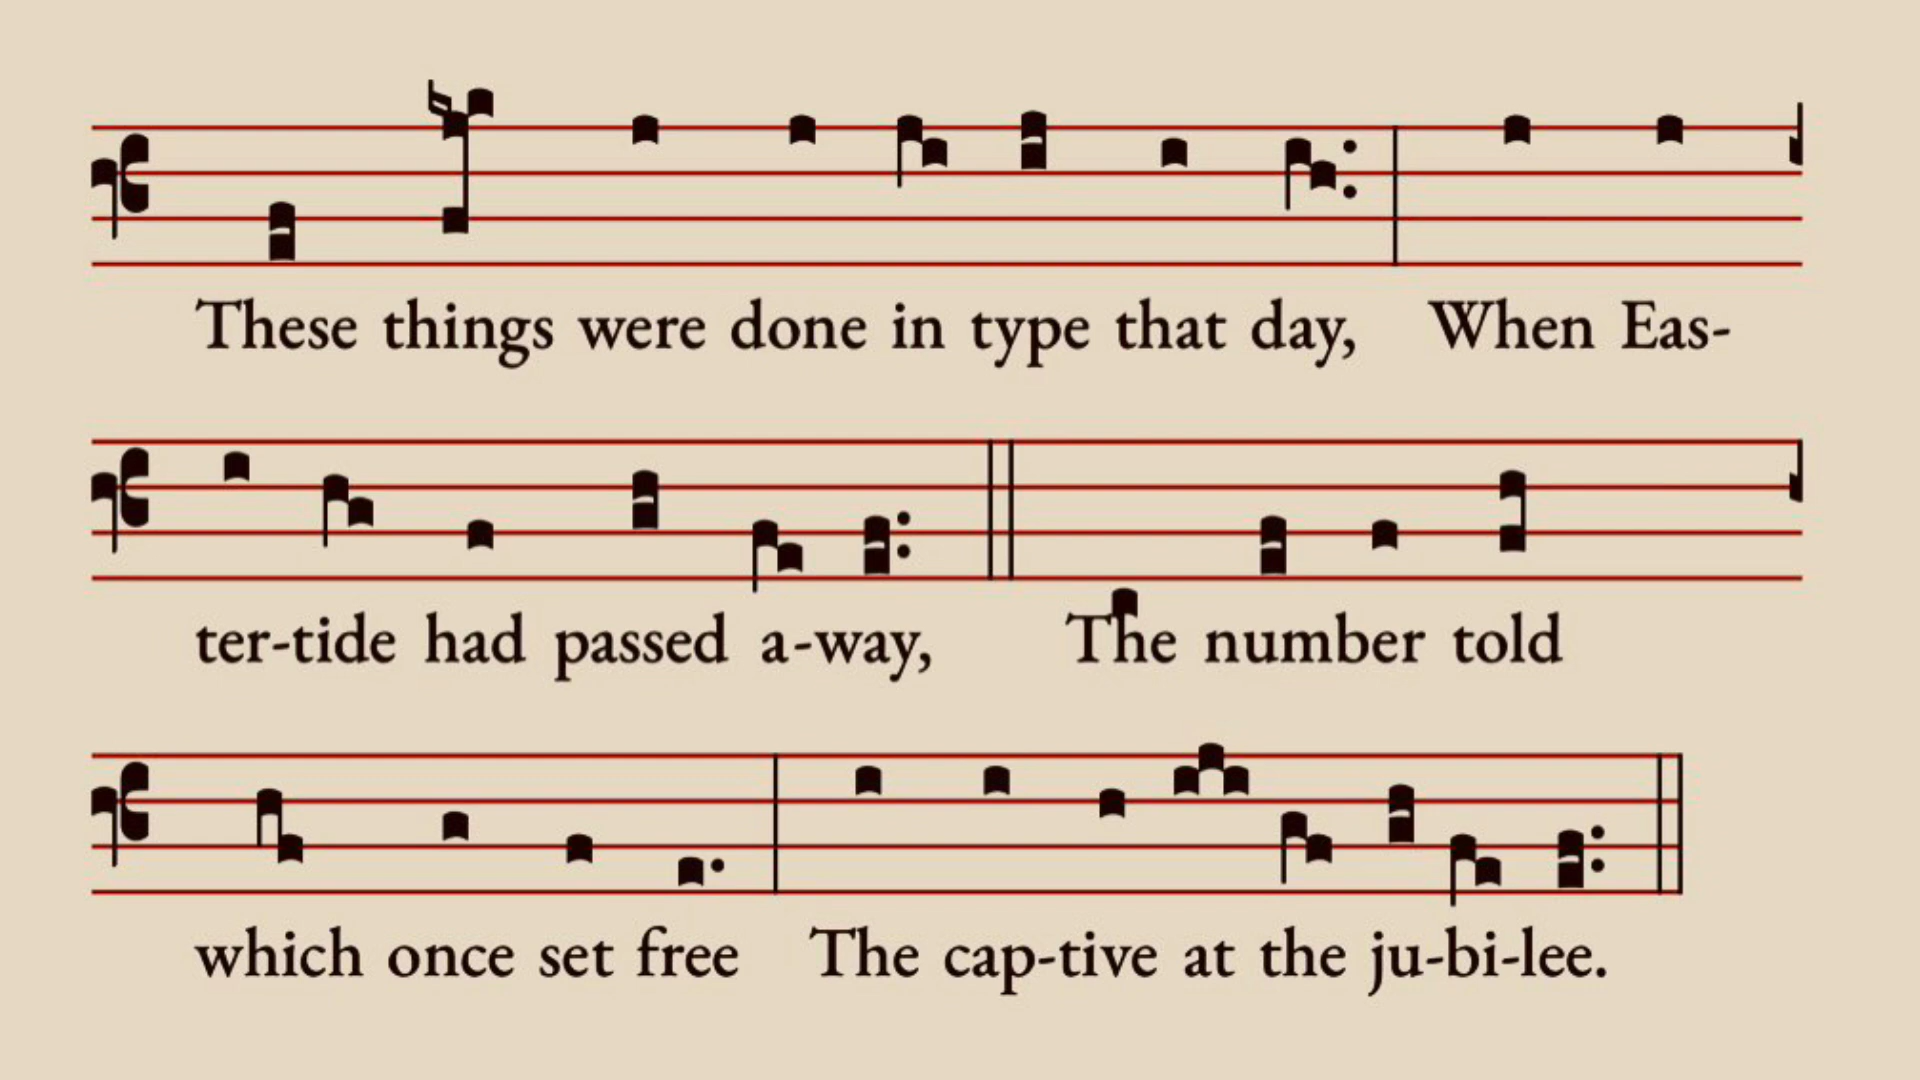 These things were done in type that day, When Eas-
ter-tide had passed a-way, The number told
which once set free The cap-tive at the ju-bi-lee.